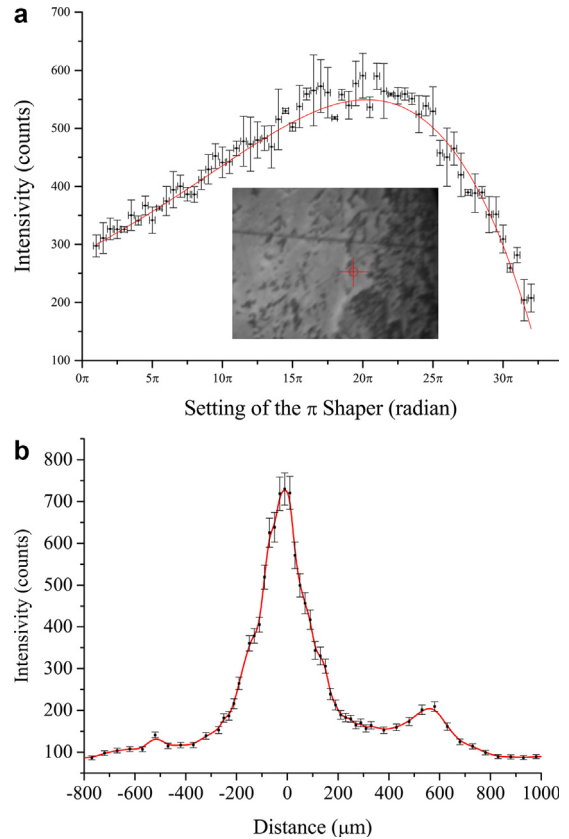 a
700
600
500
400
300
200
100
Intensivity (counts)
0π 5π 10π 15π 20π 25π 30π
Setting of the π Shaper (radian)
b
800
700
600
500
400
300
200
100
Intensivity (counts)
-800 -600 -400 -200 0 200 400 600 800 1000
Distance (μm)